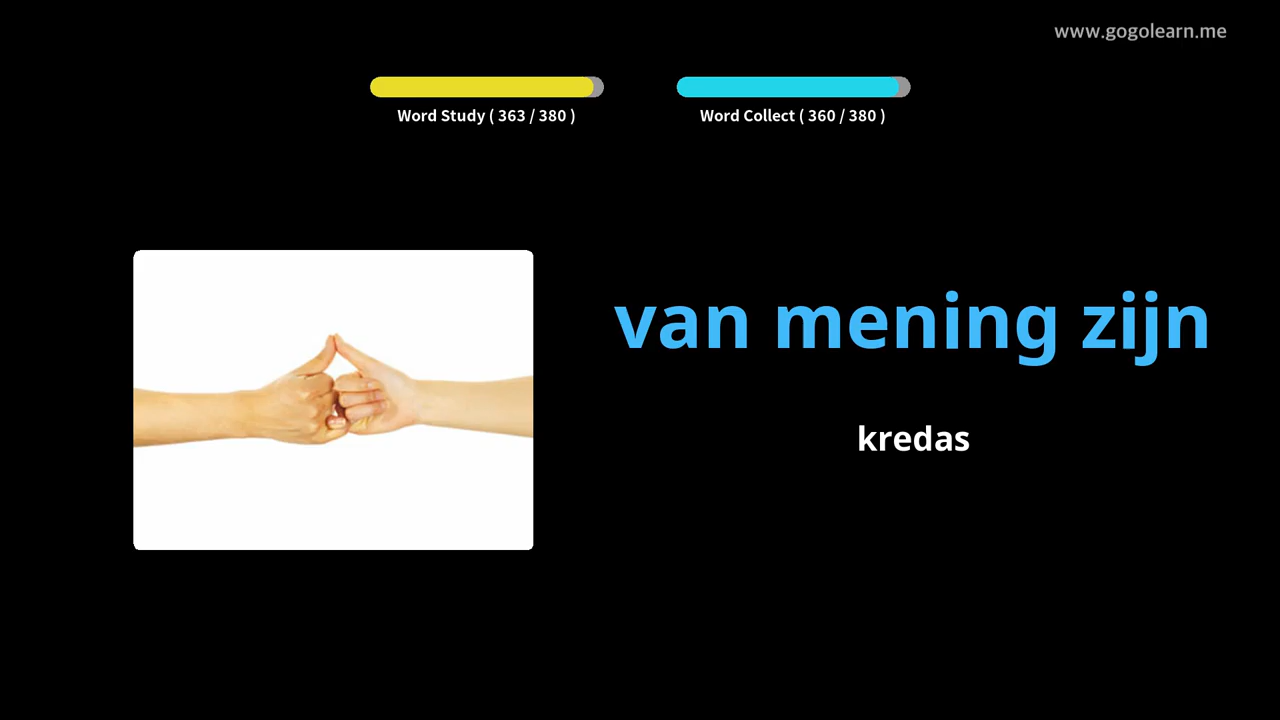 www.gogolearn.me
Word Study ( 363 / 380 )
Word Collect ( 360 / 380 )
van mening zijn
kredas